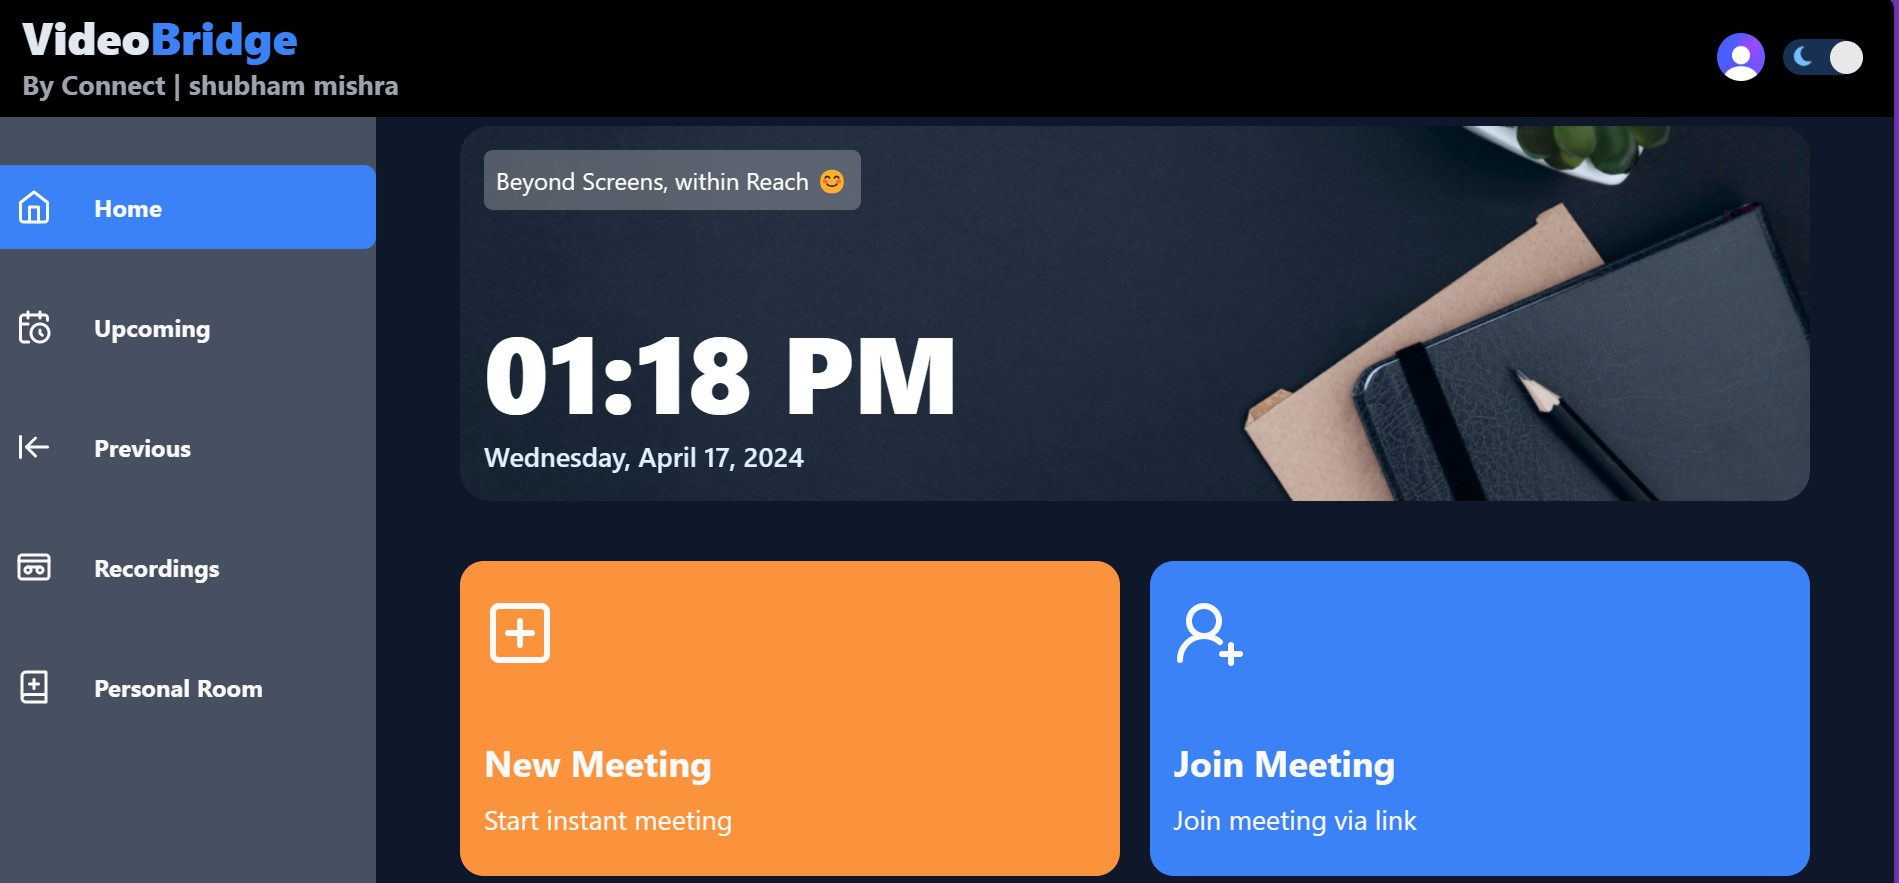 VideoBridge
By Connect | shubham mishra
Home
Upcoming
Previous
Recordings
Personal Room
Beyond Screens, within Reach 😊
01:18 PM
Wednesday, April 17, 2024
New Meeting
Start instant meeting
Join Meeting
Join meeting via link